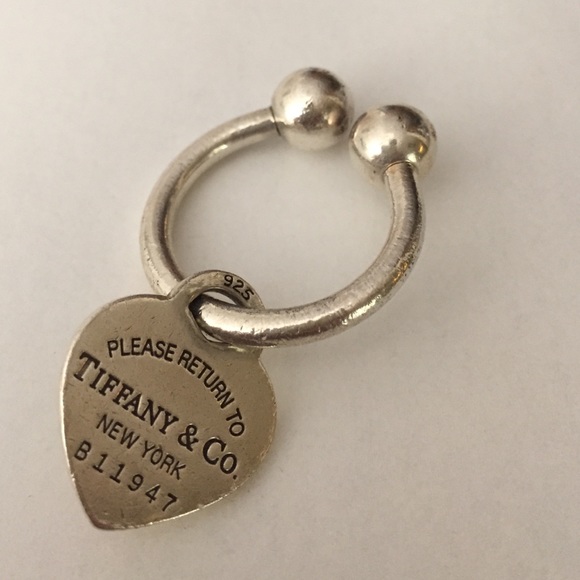 925
PLEASE RETURN TO
TIFFANY & CO.
NEW YORK
B11947